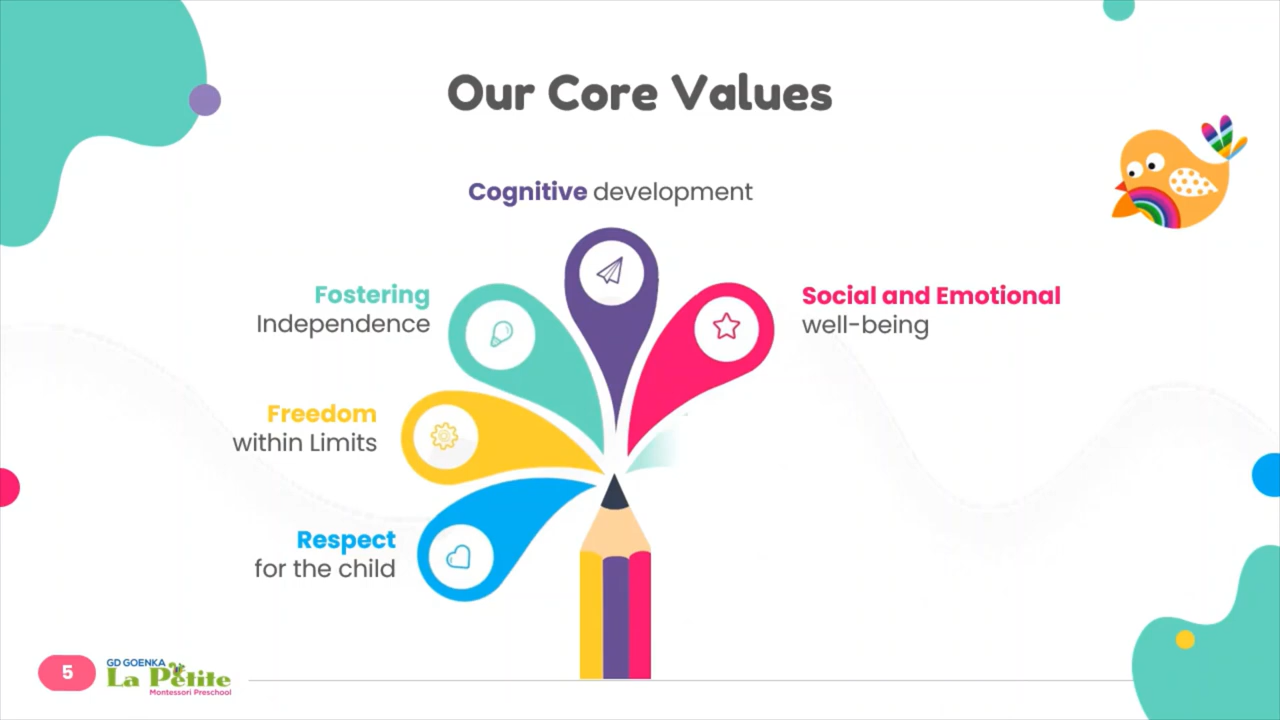 Our Core Values
Cognitive development
Fostering
Independence
Social and Emotional
well-being
Freedom
within Limits
Respect
for the child
5
GD GOENKA
La Petite
Montessori Preschool